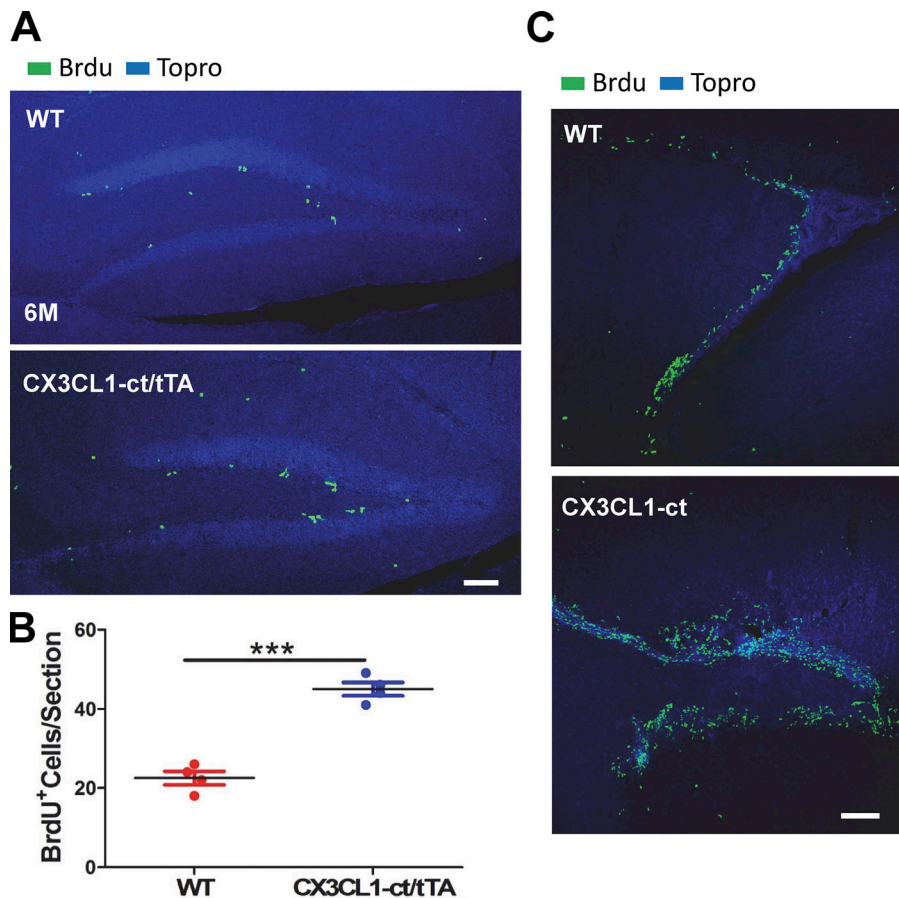 A
Brdu Topro
WT
6M
CX3CL1-ct/tTA
B
60
40
20
0
BrdU+Cells/Section
***
WT
CX3CL1-ct/tTA
C
Brdu Topro
WT
CX3CL1-ct